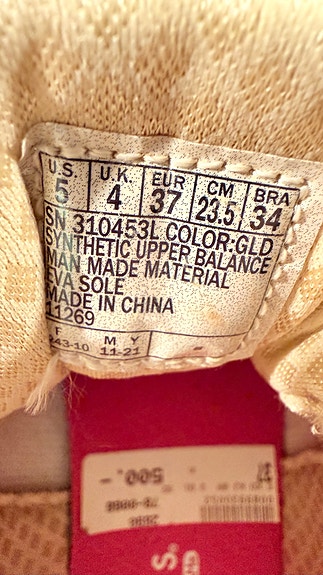 U.S. U.K. EUR CM BRA
5 4 37 23.5 34
SN 310453L COLOR:GLD
SYNTHETIC UPPER BALANCE
MAN MADE MATERIAL
EVA SOLE
MADE IN CHINA
11269
F M Y
243-10 11-21 -
500.-
S.